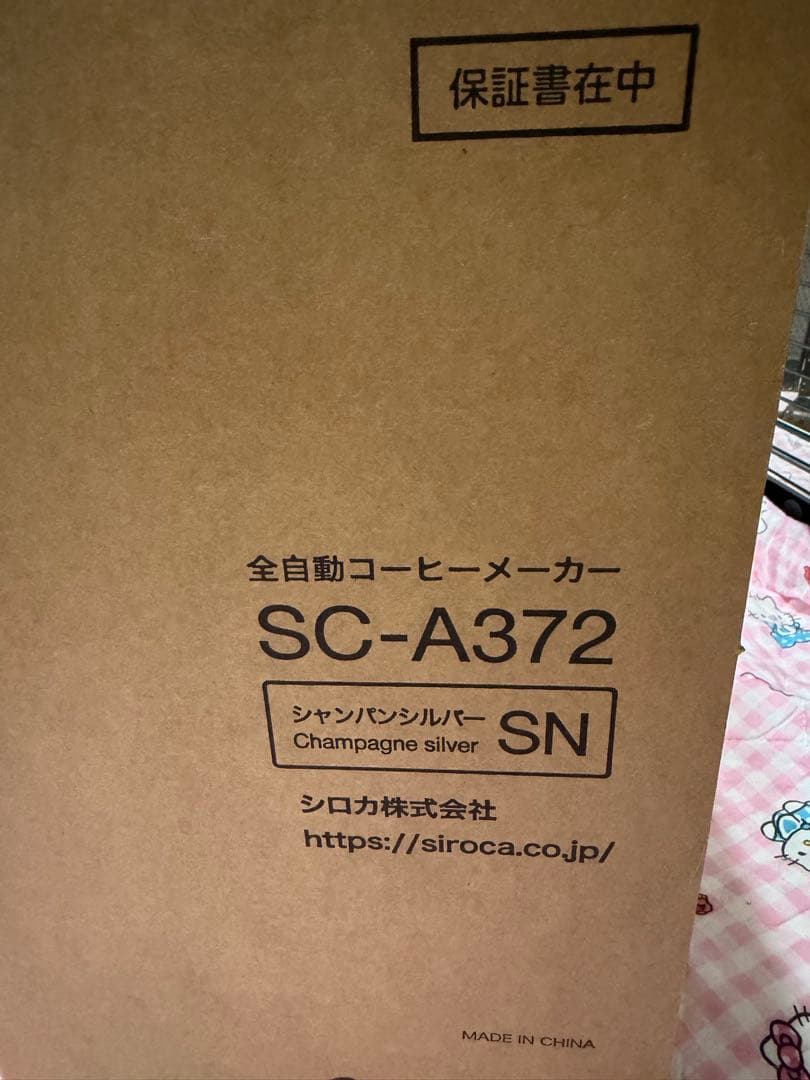 保証書在中
全自動コーヒーメーカー
SC-A372
シャンパンシルバー
Champagne silver
SN
シロカ株式会社
https://siroca.co.jp/
MADE IN CHINA